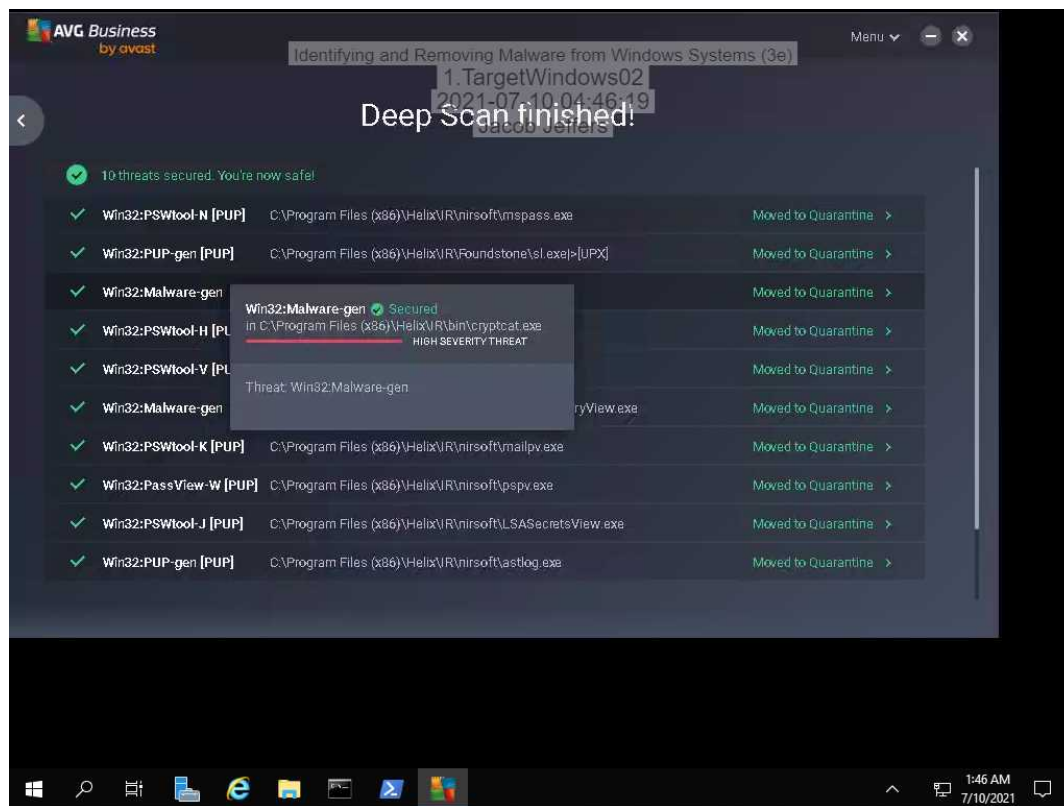 AVG Business
by avast
Menu
Identifying and Removing Malware from Windows Systems (3e)
1.TargetWindows02
2021-07-10 04:46:19
Jacob Jeffers
Deep Scan finished!
10 threats secured. You're now safe!
Win32:PSWtool-N [PUP] C:\Program Files (x86)\Helix\IR\nirsoft\mspass.exe Moved to Quarantine >
Win32:PUP-gen [PUP] C:\Program Files (x86)\Helix\IR\Foundstone\sl.exe|>[UPX] Moved to Quarantine >
Win32:Malware-gen Moved to Quarantine >
Win32:Malware-gen Secured
in C:\Program Files (x86)\Helix\IR\bin\cryptcat.exe
HIGH SEVERITY THREAT
Threat: Win32:Malware-gen
Win32:PSWtool-H [PU Moved to Quarantine >
Win32:PSWtool-V [PU Moved to Quarantine >
Win32:Malware-gen ryView.exe Moved to Quarantine >
Win32:PSWtool-K [PUP] C:\Program Files (x86)\Helix\IR\nirsoft\mailpv.exe Moved to Quarantine >
Win32:PassView-W [PUP] C:\Program Files (x86)\Helix\IR\nirsoft\pspv.exe Moved to Quarantine >
Win32:PSWtool-J [PUP] C:\Program Files (x86)\Helix\IR\nirsoft\LSASecretsView.exe Moved to Quarantine >
Win32:PUP-gen [PUP] C:\Program Files (x86)\Helix\IR\nirsoft\astlog.exe Moved to Quarantine >
1:46 AM
7/10/2021